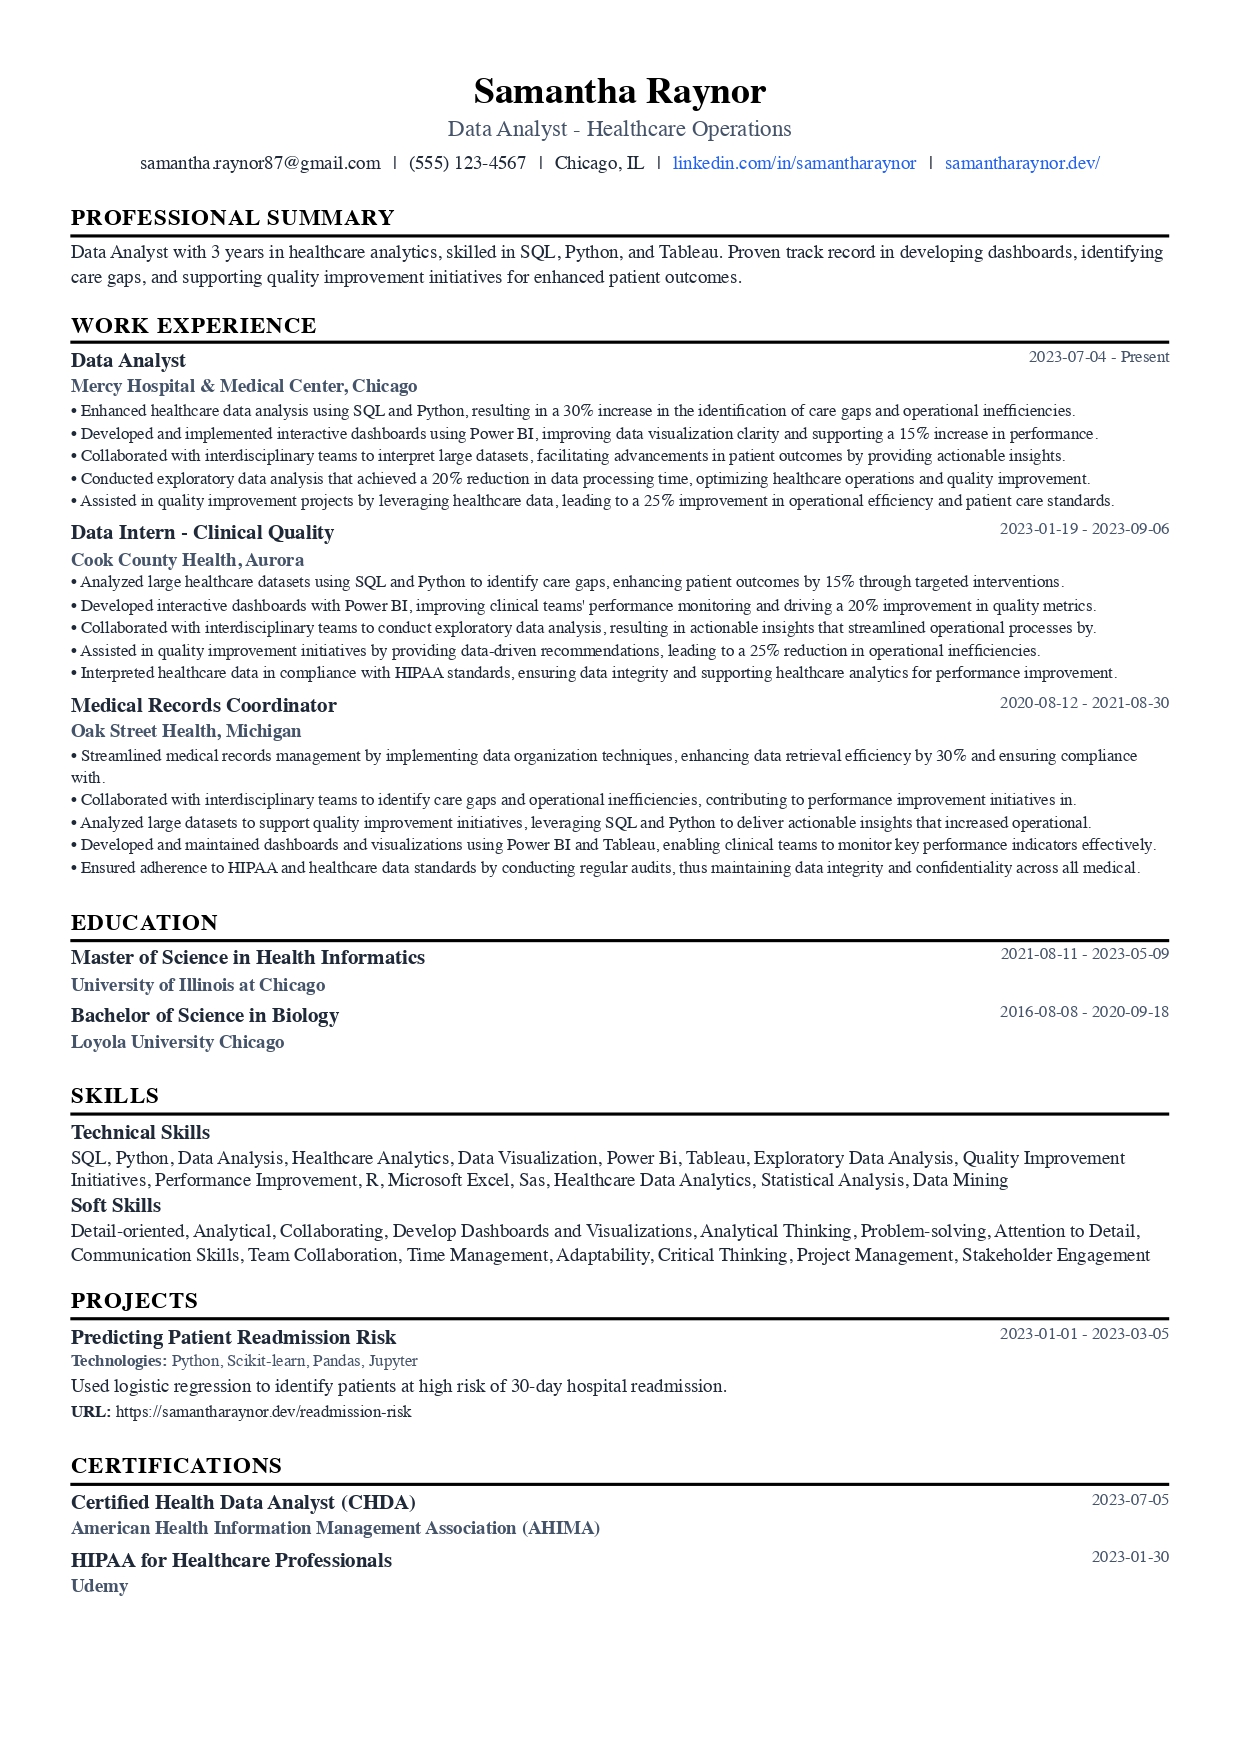 Samantha Raynor
Data Analyst - Healthcare Operations
samantha.raynor87@gmail.com | (555) 123-4567 | Chicago, IL | linkedin.com/in/samantharaynor | samantharaynor.dev/
PROFESSIONAL SUMMARY
Data Analyst with 3 years in healthcare analytics, skilled in SQL, Python, and Tableau. Proven track record in developing dashboards, identifying
care gaps, and supporting quality improvement initiatives for enhanced patient outcomes.
WORK EXPERIENCE
Data Analyst 2023-07-04 - Present
Mercy Hospital & Medical Center, Chicago
• Enhanced healthcare data analysis using SQL and Python, resulting in a 30% increase in the identification of care gaps and operational inefficiencies.
• Developed and implemented interactive dashboards using Power BI, improving data visualization clarity and supporting a 15% increase in performance.
• Collaborated with interdisciplinary teams to interpret large datasets, facilitating advancements in patient outcomes by providing actionable insights.
• Conducted exploratory data analysis that achieved a 20% reduction in data processing time, optimizing healthcare operations and quality improvement.
• Assisted in quality improvement projects by leveraging healthcare data, leading to a 25% improvement in operational efficiency and patient care standards.
Data Intern - Clinical Quality 2023-01-19 - 2023-09-06
Cook County Health, Aurora
• Analyzed large healthcare datasets using SQL and Python to identify care gaps, enhancing patient outcomes by 15% through targeted interventions.
• Developed interactive dashboards with Power BI, improving clinical teams' performance monitoring and driving a 20% improvement in quality metrics.
• Collaborated with interdisciplinary teams to conduct exploratory data analysis, resulting in actionable insights that streamlined operational processes by.
• Assisted in quality improvement initiatives by providing data-driven recommendations, leading to a 25% reduction in operational inefficiencies.
• Interpreted healthcare data in compliance with HIPAA standards, ensuring data integrity and supporting healthcare analytics for performance improvement.
Medical Records Coordinator 2020-08-12 - 2021-08-30
Oak Street Health, Michigan
• Streamlined medical records management by implementing data organization techniques, enhancing data retrieval efficiency by 30% and ensuring compliance
with.
• Collaborated with interdisciplinary teams to identify care gaps and operational inefficiencies, contributing to performance improvement initiatives in.
• Analyzed large datasets to support quality improvement initiatives, leveraging SQL and Python to deliver actionable insights that increased operational.
• Developed and maintained dashboards and visualizations using Power BI and Tableau, enabling clinical teams to monitor key performance indicators effectively.
• Ensured adherence to HIPAA and healthcare data standards by conducting regular audits, thus maintaining data integrity and confidentiality across all medical.
EDUCATION
Master of Science in Health Informatics 2021-08-11 - 2023-05-09
University of Illinois at Chicago
Bachelor of Science in Biology 2016-08-08 - 2020-09-18
Loyola University Chicago
SKILLS
Technical Skills
SQL, Python, Data Analysis, Healthcare Analytics, Data Visualization, Power Bi, Tableau, Exploratory Data Analysis, Quality Improvement
Initiatives, Performance Improvement, R, Microsoft Excel, Sas, Healthcare Data Analytics, Statistical Analysis, Data Mining
Soft Skills
Detail-oriented, Analytical, Collaborating, Develop Dashboards and Visualizations, Analytical Thinking, Problem-solving, Attention to Detail,
Communication Skills, Team Collaboration, Time Management, Adaptability, Critical Thinking, Project Management, Stakeholder Engagement
PROJECTS
Predicting Patient Readmission Risk 2023-01-01 - 2023-03-05
Technologies: Python, Scikit-learn, Pandas, Jupyter
Used logistic regression to identify patients at high risk of 30-day hospital readmission.
URL: https://samantharaynor.dev/readmission-risk
CERTIFICATIONS
Certified Health Data Analyst (CHDA) 2023-07-05
American Health Information Management Association (AHIMA)
HIPAA for Healthcare Professionals 2023-01-30
Udemy